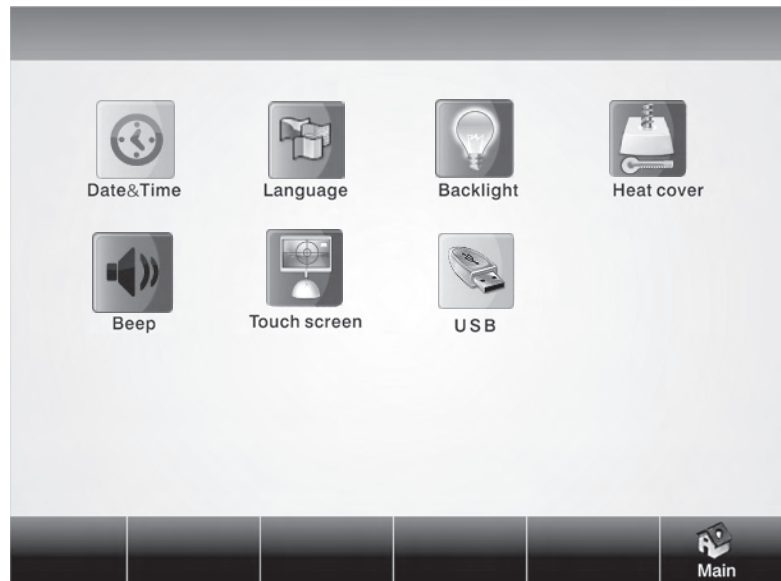 Date&Time
Language
Backlight
Heat cover
Beep
Touch screen
USB
Main